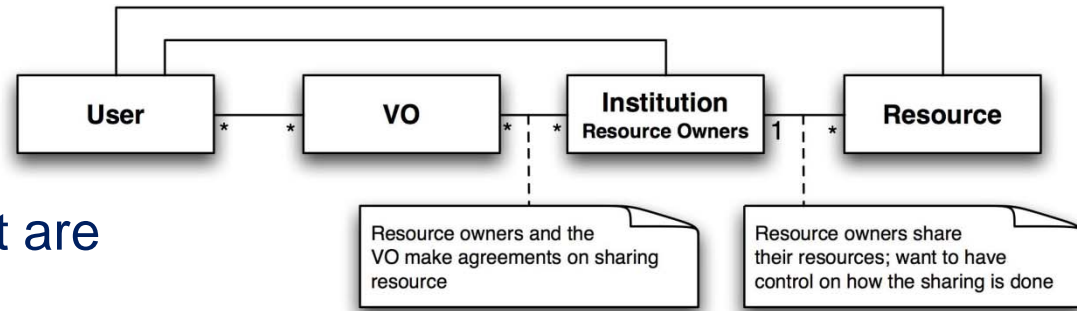 User
*
*
VO
*
*
Institution
Resource Owners
1
*
Resource
t are
Resource owners and the
VO make agreements on sharing
resource
Resource owners share
their resources; want to have
control on how the sharing is done